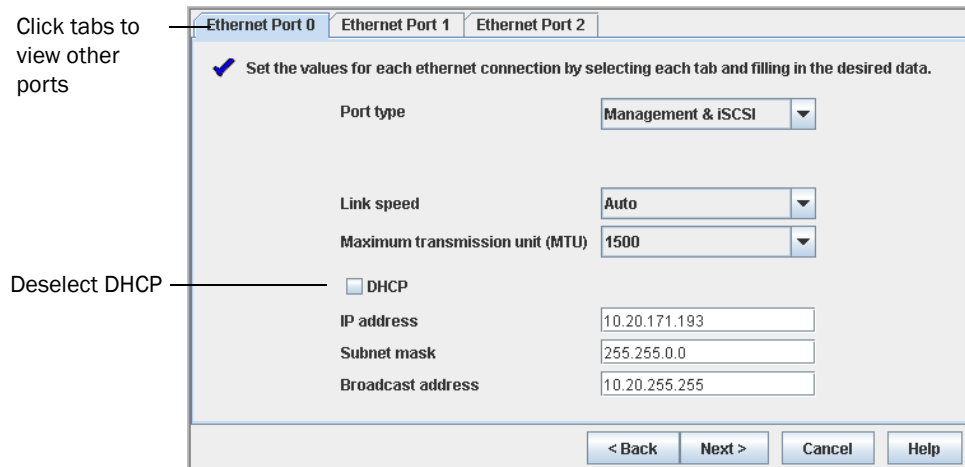 Click tabs to
view other
ports
Ethernet Port 0 Ethernet Port 1 Ethernet Port 2
Set the values for each ethernet connection by selecting each tab and filling in the desired data.
Port type Management & iSCSI
Link speed Auto
Maximum transmission unit (MTU) 1500
Deselect DHCP DHCP
IP address 10.20.171.193
Subnet mask 255.255.0.0
Broadcast address 10.20.255.255
< Back Next > Cancel Help